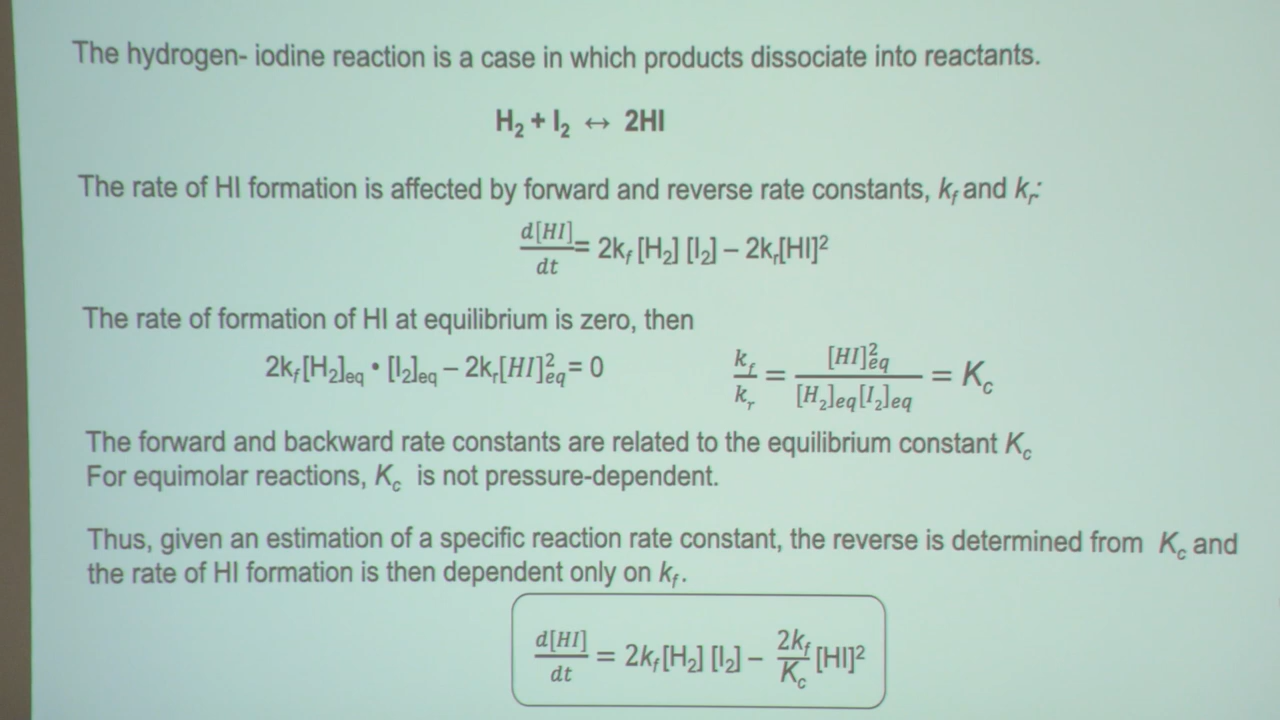 The hydrogen- iodine reaction is a case in which products dissociate into reactants.
H₂ + I₂ ↔ 2HI
The rate of HI formation is affected by forward and reverse rate constants, k_f and k_r:
d[HI]/dt = 2k_f [H₂] [I₂] – 2k_r[HI]²
The rate of formation of HI at equilibrium is zero, then
2k_f[H₂]eq • [I₂]eq – 2k_r[HI]²eq = 0
k_f/k_r = [HI]²eq/[H₂]eq[I₂]eq = K_c
The forward and backward rate constants are related to the equilibrium constant K_c
For equimolar reactions, K_c is not pressure-dependent.
Thus, given an estimation of a specific reaction rate constant, the reverse is determined from K_c and
the rate of HI formation is then dependent only on k_f.
d[HI]/dt = 2k_f[H₂] [I₂] – 2k_f/K_c [HI]²